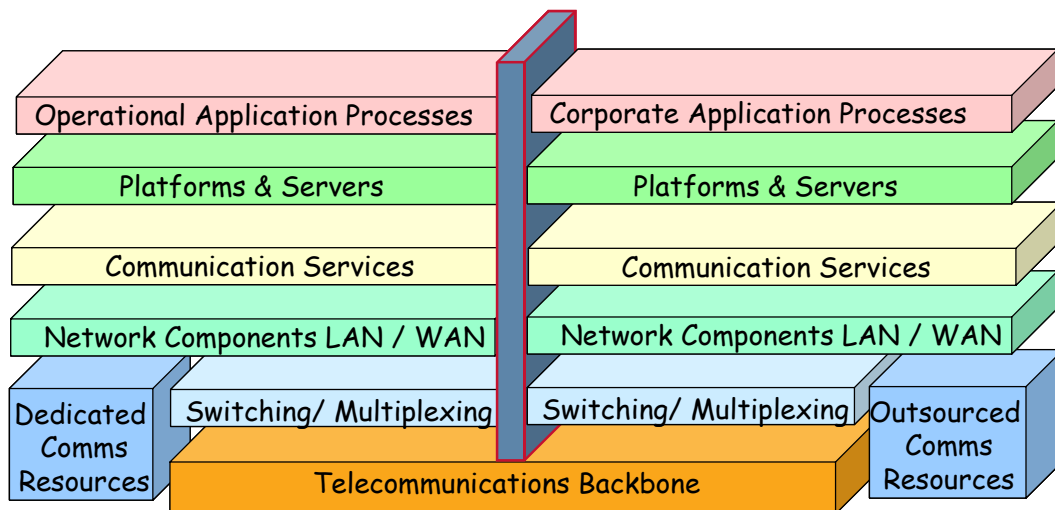 Operational Application Processes
Corporate Application Processes
Platforms & Servers
Platforms & Servers
Communication Services
Communication Services
Network Components LAN / WAN
Network Components LAN / WAN
Dedicated
Comms
Resources
Switching/ Multiplexing
Switching/ Multiplexing
Outsourced
Comms
Resources
Telecommunications Backbone